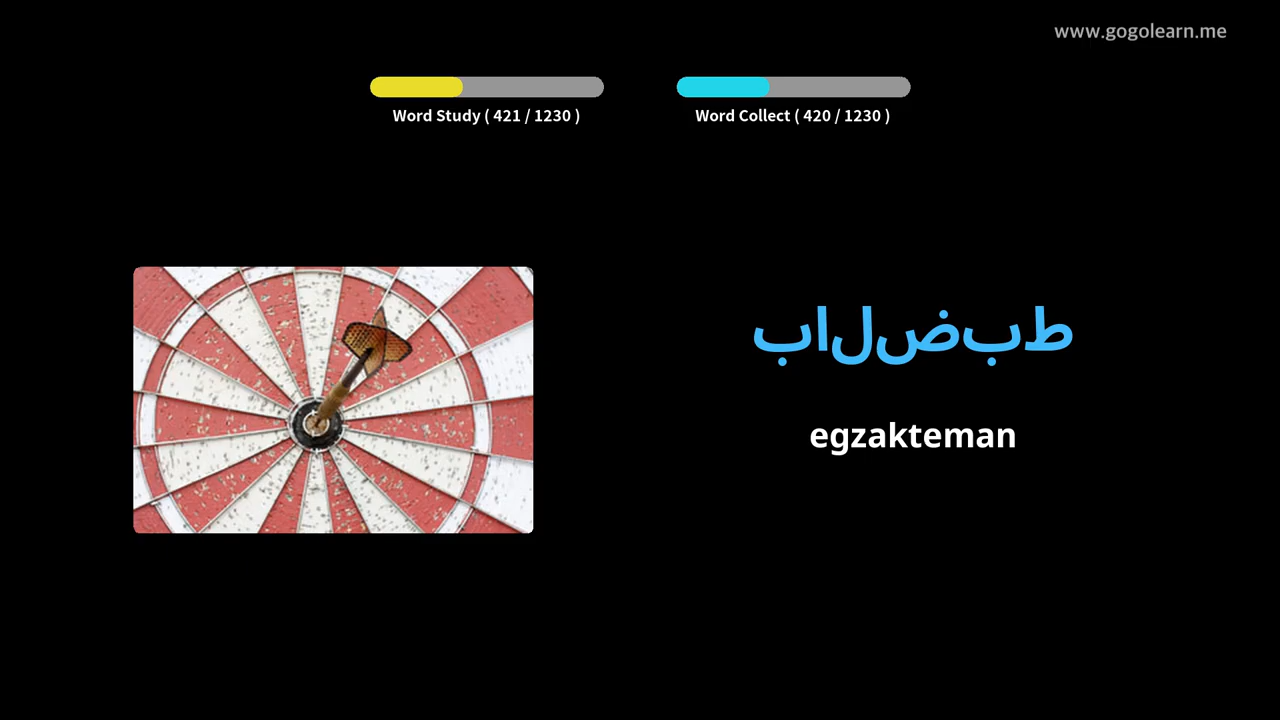 www.gogolearn.me
Word Study ( 421 / 1230 )
Word Collect ( 420 / 1230 )
بالضبط
egzakteman